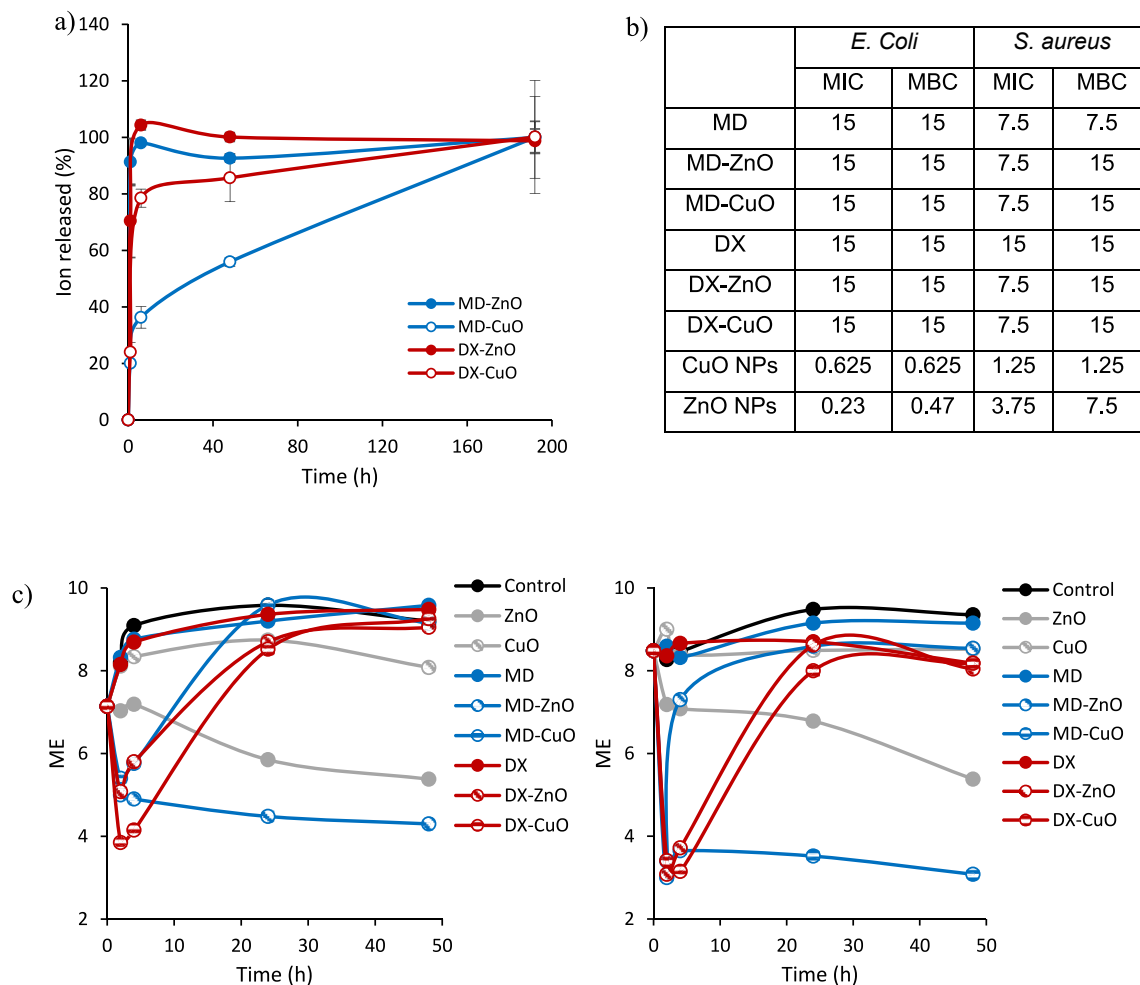 a)
140
120
100
80
60
40
20
0
Ion released (%)
0 40 80 120 160 200
Time (h)
MD-ZnO
MD-CuO
DX-ZnO
DX-CuO
b)
E. Coli S. aureus
MIC MBC MIC MBC
MD 15 15 7.5 7.5
MD-ZnO 15 15 7.5 15
MD-CuO 15 15 7.5 15
DX 15 15 15 15
DX-ZnO 15 15 7.5 15
DX-CuO 15 15 7.5 15
CuO NPs 0.625 0.625 1.25 1.25
ZnO NPs 0.23 0.47 3.75 7.5
c)
10
8
6
4
2
ME
0 10 20 30 40 50
Time (h)
Control
ZnO
CuO
MD
MD-ZnO
MD-CuO
DX
DX-ZnO
DX-CuO
10
8
6
4
2
ME
0 10 20 30 40 50
Time (h)
Control
ZnO
CuO
MD
MD-ZnO
MD-CuO
DX
DX-ZnO
DX-CuO